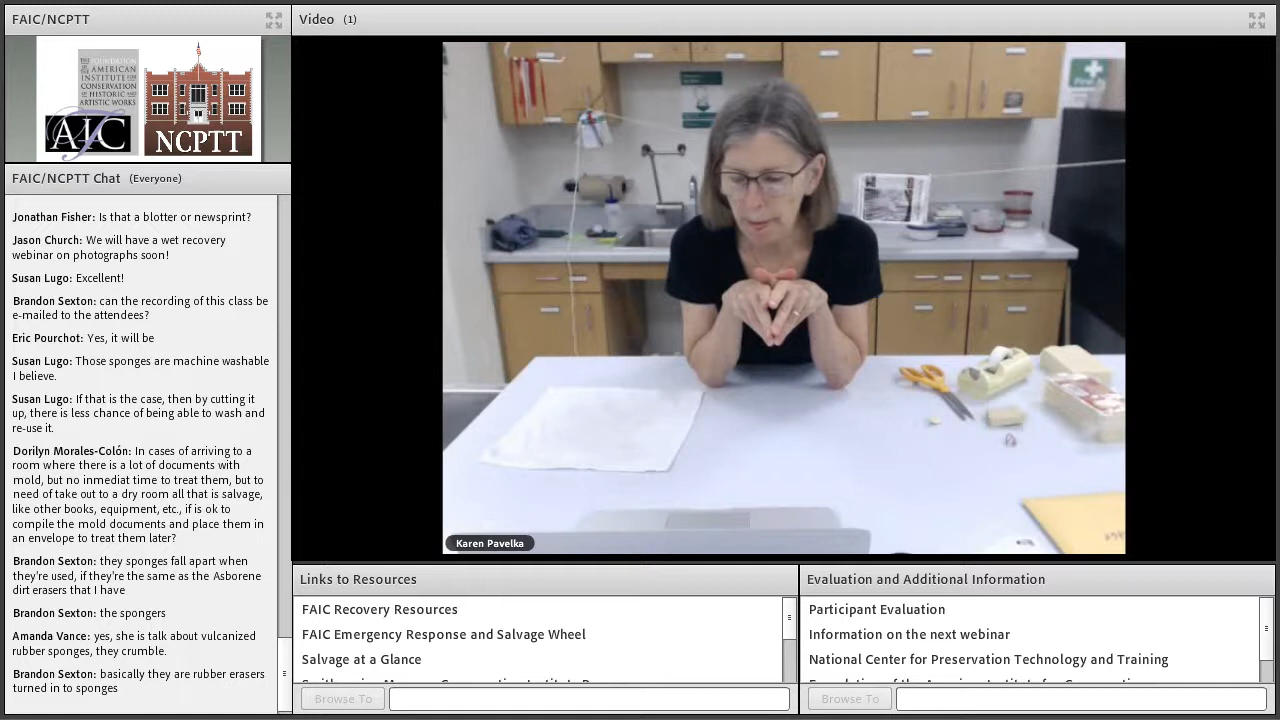 FAIC/NCPTT
THE FOUNDATION
OF THE AMERICAN
INSTITUTE FOR
CONSERVATION
OF HISTORIC AND
ARTISTIC WORKS
AIC
NCPTT
FAIC/NCPTT Chat (Everyone)
Jonathan Fisher: Is that a blotter or newsprint?
Jason Church: We will have a wet recovery
webinar on photographs soon!
Susan Lugo: Excellent!
Brandon Sexton: can the recording of this class be
e-mailed to the attendees?
Eric Pourchot: Yes, it will be
Susan Lugo: Those sponges are machine washable
I believe.
Susan Lugo: If that is the case, then by cutting it
up, there is less chance of being able to wash and
re-use it.
Dorilyn Morales-Colón: In cases of arriving to a
room where there is a lot of documents with
mold, but no inmediat time to treat them, but to
need of take out to a dry room all that is salvage,
like other books, equipment, etc., if is ok to
compile the mold documents and place them in
an envelope to treat them later?
Brandon Sexton: they sponges fall apart when
they're used, if they're the same as the Asborene
dirt erasers that I have
Brandon Sexton: the spongers
Amanda Vance: yes, she is talk about vulcanized
rubber sponges, they crumble.
Brandon Sexton: basically they are rubber erasers
turned in to sponges
Video (1)
Karen Pavelka
Links to Resources
FAIC Recovery Resources
FAIC Emergency Response and Salvage Wheel
Salvage at a Glance
Browse To
Evaluation and Additional Information
Participant Evaluation
Information on the next webinar
National Center for Preservation Technology and Training
Browse To